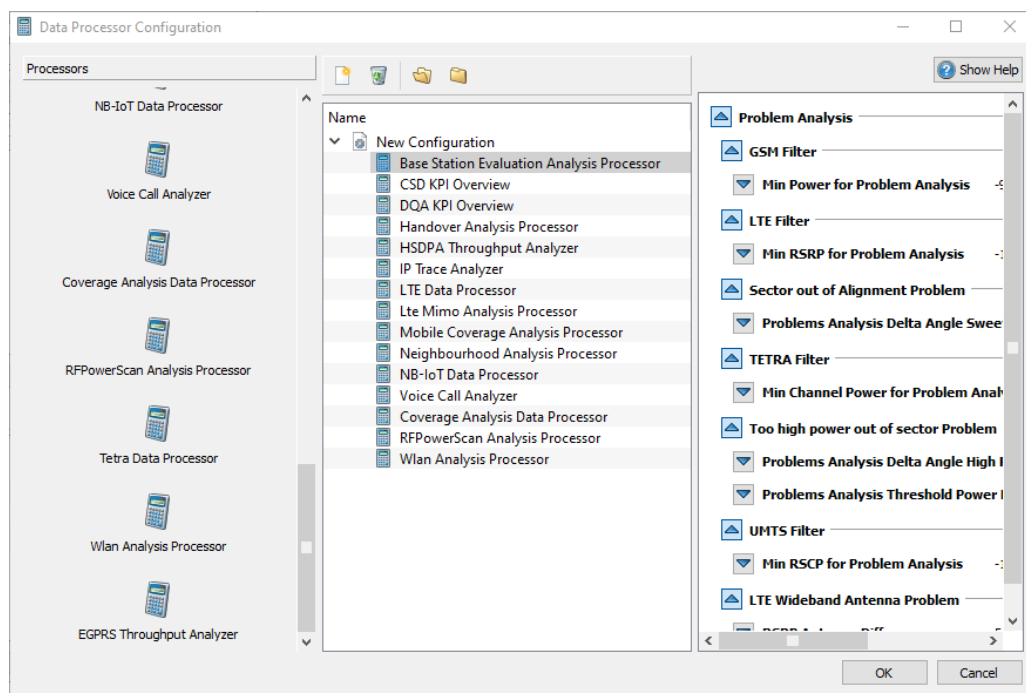 Data Processor Configuration
Processors
Show Help
NB-IoT Data Processor
Voice Call Analyzer
Coverage Analysis Data Processor
RFPowerScan Analysis Processor
Tetra Data Processor
Wlan Analysis Processor
EGPRS Throughput Analyzer
Name
New Configuration
Base Station Evaluation Analysis Processor
CSD KPI Overview
DQA KPI Overview
Handover Analysis Processor
HSDPA Throughput Analyzer
IP Trace Analyzer
LTE Data Processor
Lte Mimo Analysis Processor
Mobile Coverage Analysis Processor
Neighbourhood Analysis Processor
NB-IoT Data Processor
Voice Call Analyzer
Coverage Analysis Data Processor
RFPowerScan Analysis Processor
Wlan Analysis Processor
Problem Analysis
GSM Filter
Min Power for Problem Analysis
LTE Filter
Min RSRP for Problem Analysis
Sector out of Alignment Problem
Problems Analysis Delta Angle
TETRA Filter
Min Channel Power for Problem
Too high power out of sector Problem
Problems Analysis Delta Angle High
Problems Analysis Threshold Power
UMTS Filter
Min RSCP for Problem Analysis
LTE Wideband Antenna Problem
OK
Cancel